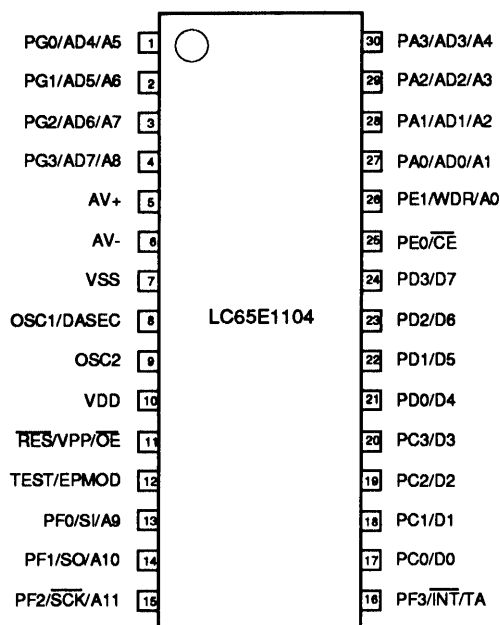 PG0/AD4/A5 1 30 PA3/AD3/A4
PG1/AD5/A6 2 29 PA2/AD2/A3
PG2/AD6/A7 3 28 PA1/AD1/A2
PG3/AD7/A8 4 27 PA0/AD0/A1
AV+ 5 26 PE1/WDR/A0
AV- 6 25 PE0/C̅E̅
VSS 7 24 PD3/D7
OSC1/DASEC 8 LC65E1104 23 PD2/D6
OSC2 9 22 PD1/D5
VDD 10 21 PD0/D4
R̅E̅S̅/VPP/O̅E̅ 11 20 PC3/D3
TEST/EPMOD 12 19 PC2/D2
PF0/SI/A9 13 18 PC1/D1
PF1/SO/A10 14 17 PC0/D0
PF2/S̅C̅K̅/A11 15 16 PF3/I̅N̅T̅/TA